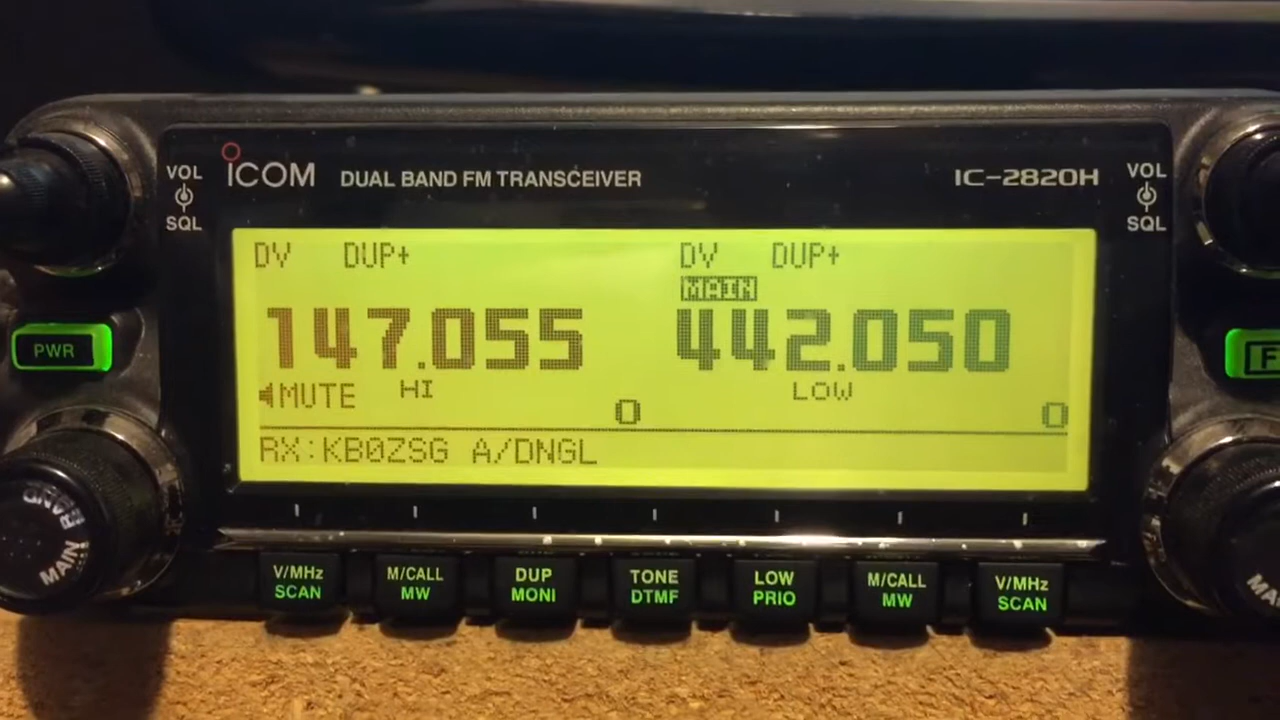 ICOM DUAL BAND FM TRANSCEIVER IC-2820H
VOL
SQL
VOL
SQL
DV DUP+ DV DUP+
MAIN
147.055 442.050
MUTE HI LOW
0 0
RX:KB0ZSG A/DNGL
PWR
F
MAIN BAND
V/MHz M/CALL DUP TONE LOW M/CALL V/MHz
SCAN MW MONI DTMF PRIO MW SCAN